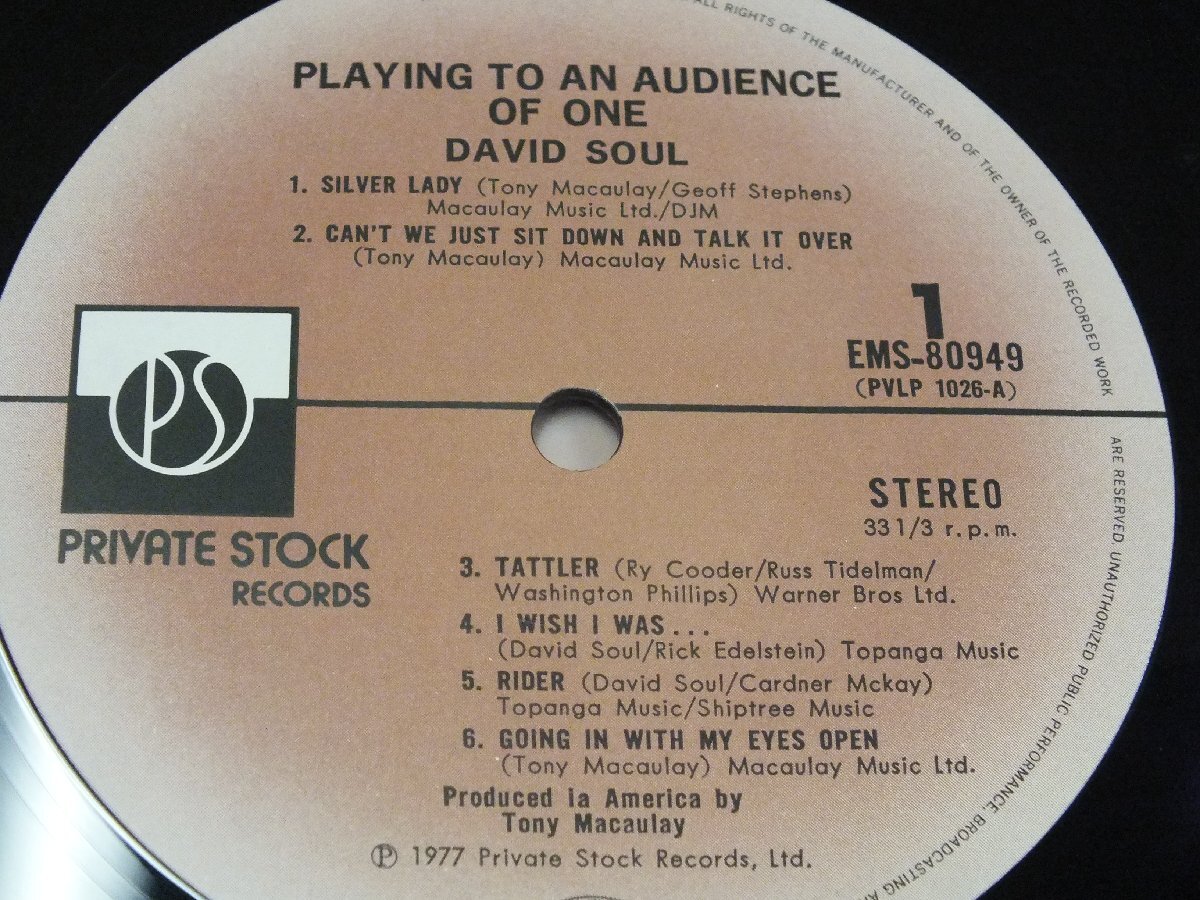 PLAYING TO AN AUDIENCE
OF ONE
DAVID SOUL
1. SILVER LADY (Tony Macaulay/Geoff Stephens)
Macaulay Music Ltd./DJM
2. CAN'T WE JUST SIT DOWN AND TALK IT OVER
(Tony Macaulay) Macaulay Music Ltd.
1
EMS-80949
(PVLP 1026-A)
PS
PRIVATE STOCK
RECORDS
STEREO
33 1/3 r.p.m.
3. TATTLER (Ry Cooder/Russ Tidelman/
Washington Phillips) Warner Bros Ltd.
4. I WISH I WAS...
(David Soul/Rick Edelstein) Topanga Music
5. RIDER (David Soul/Cardner Mckay)
Topanga Music/Shiptree Music
6. GOING IN WITH MY EYES OPEN
(Tony Macaulay) Macaulay Music Ltd.
Produced ia America by
Tony Macaulay
Ⓟ 1977 Private Stock Records, Ltd.
ALL RIGHTS OF THE MANUFACTURER AND OF THE OWNER OF THE RECORDED WORK
ARE RESERVED. UNAUTHORIZED PUBLIC PERFORMANCE, BROADCASTING